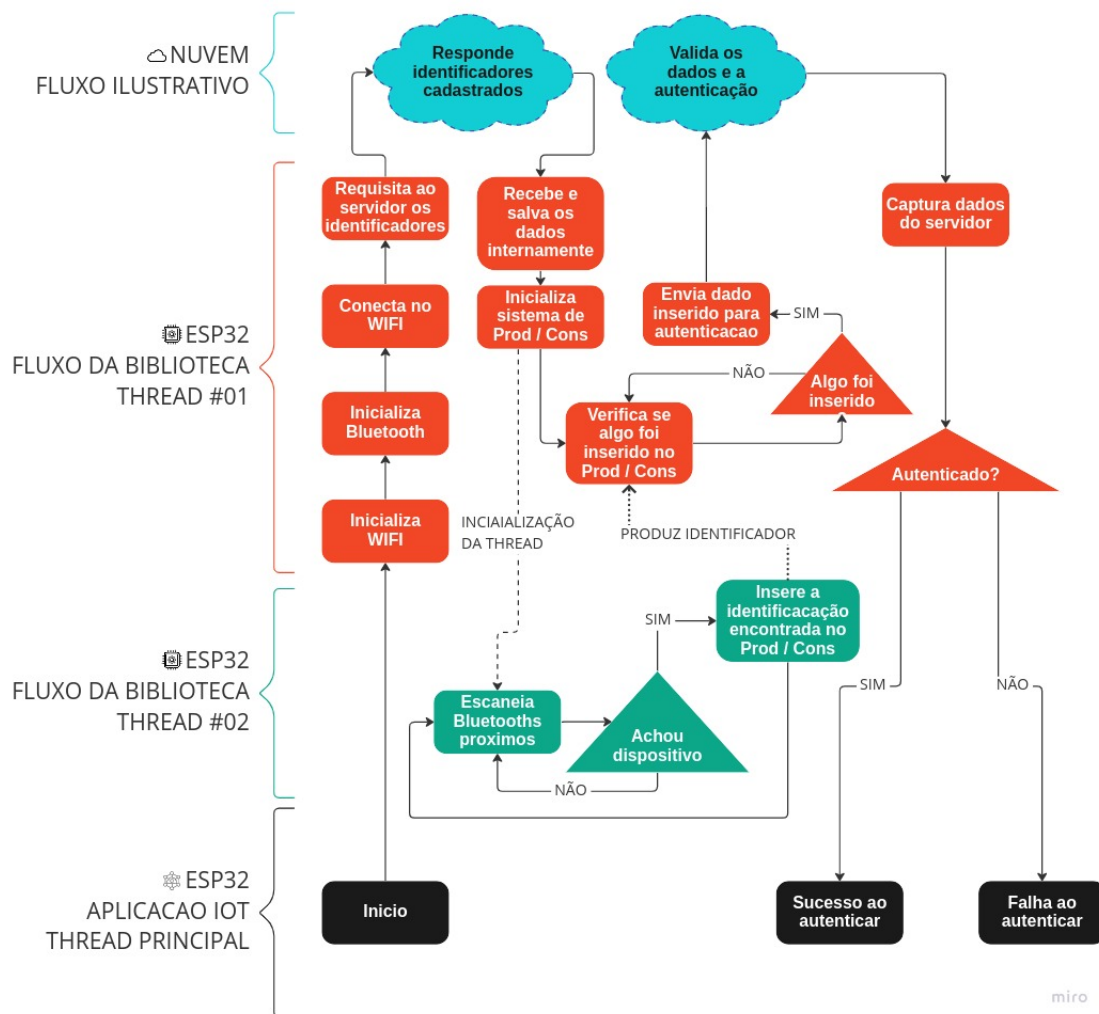 NUVEM
FLUXO ILUSTRATIVO
Responde
identificadores
cadastrados
Valida os
dados e a
autenticação
ESP32
FLUXO DA BIBLIOTECA
THREAD #01
Requisita ao
servidor os
identificadores
Recebe e
salva os
dados
internamente
Captura dados
do servidor
Conecta no
WIFI
Inicializa
sistema de
Prod / Cons
Envia dado
inserido para
autenticacao
SIM
NÃO
Algo foi
inserido
Inicializa
Bluetooth
Verifica se
algo foi
inserido no
Prod / Cons
Autenticado?
Inicializa
WIFI
INCIAIALIZAÇÃO
DA THREAD
PRODUZ IDENTIFICADOR
ESP32
FLUXO DA BIBLIOTECA
THREAD #02
Insere a
identificacação
encontrada no
Prod / Cons
SIM
SIM
NÃO
Escaneia
Bluetooths
proximos
Achou
dispositivo
NÃO
ESP32
APLICACAO IOT
THREAD PRINCIPAL
Inicio
Sucesso ao
autenticar
Falha ao
autenticar
miro